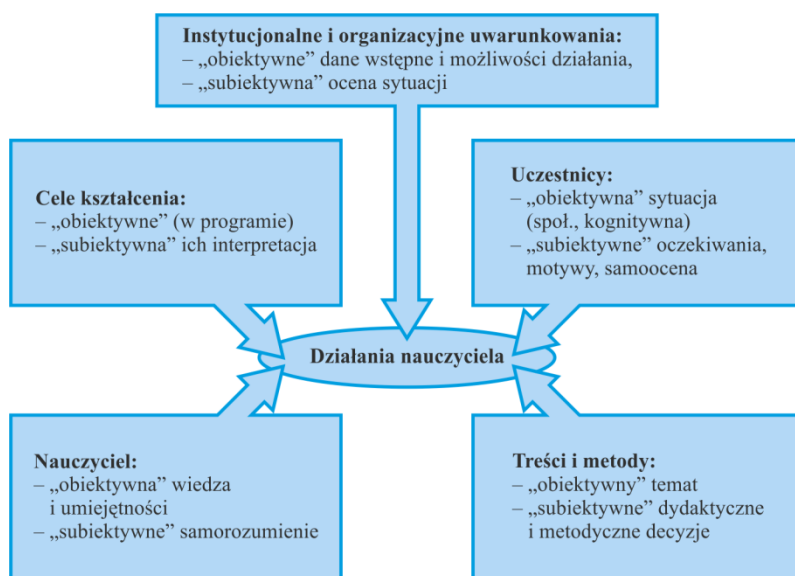 Instytucjonalne i organizacyjne uwarunkowania:
– „obiektywne” dane wstępne i możliwości działania,
– „subiektywna” ocena sytuacji
Cele kształcenia:
– „obiektywne” (w programie)
– „subiektywna” ich interpretacja
Uczestnicy:
– „obiektywna” sytuacja
(społ., kognitywna)
– „subiektywne” oczekiwania,
motywy, samoocena
Działania nauczyciela
Nauczyciel:
– „obiektywna” wiedza
i umiejętności
– „subiektywne” samorozumienie
Treści i metody:
– „obiektywny” temat
– „subiektywne” dydaktyczne
i metodyczne decyzje